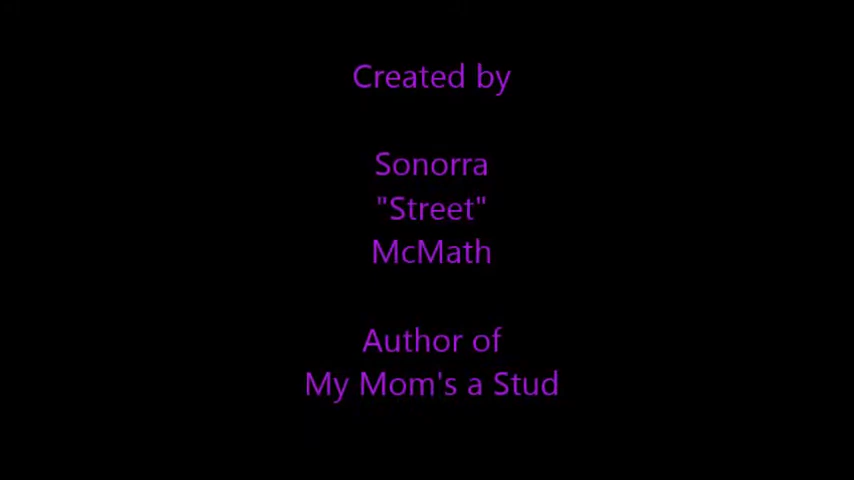 Created by
Sonorra
"Street"
McMath
Author of
My Mom's a Stud